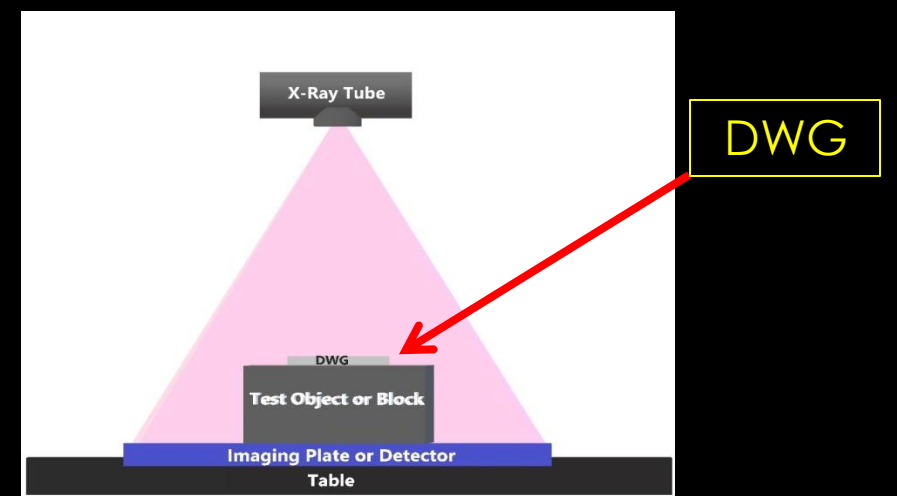 X-Ray Tube
DWG
DWG
Test Object or Block
Imaging Plate or Detector
Table